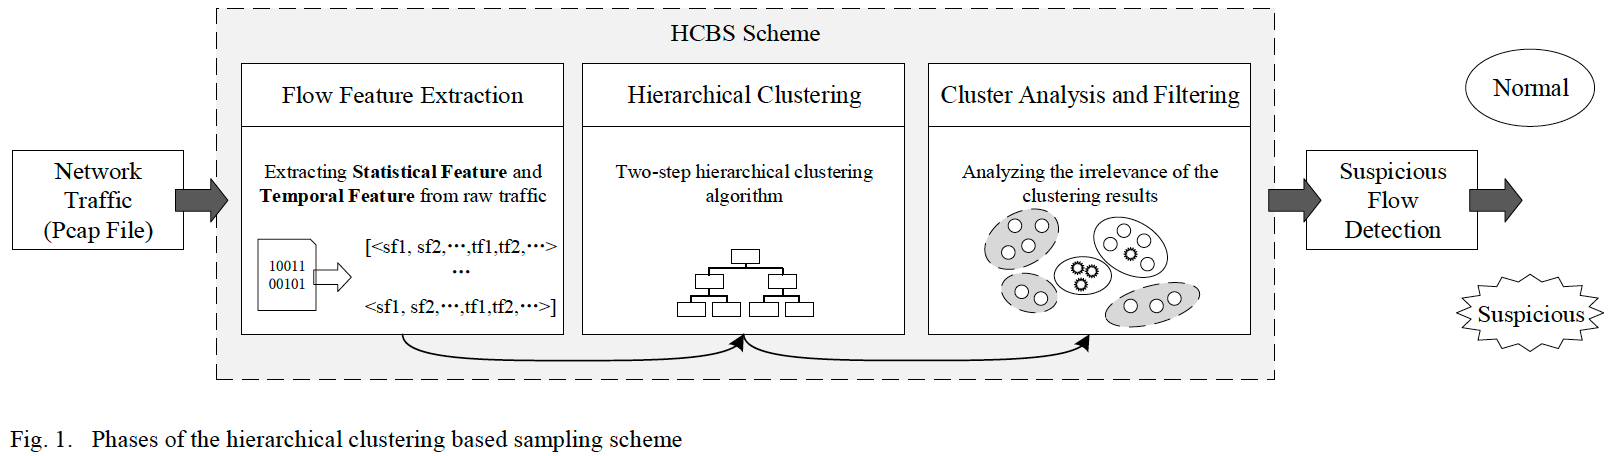 HCBS Scheme
Network
Traffic
(Pcap File)
Flow Feature Extraction
Extracting Statistical Feature and
Temporal Feature from raw traffic
10011
00101
[<sf1, sf2,···,tf1,tf2,···>
···
<sf1, sf2,···,tf1,tf2,···>]
Hierarchical Clustering
Two-step hierarchical clustering
algorithm
Cluster Analysis and Filtering
Analyzing the irrelevance of the
clustering results
Suspicious
Flow
Detection
Normal
Suspicious
Fig. 1. Phases of the hierarchical clustering based sampling scheme